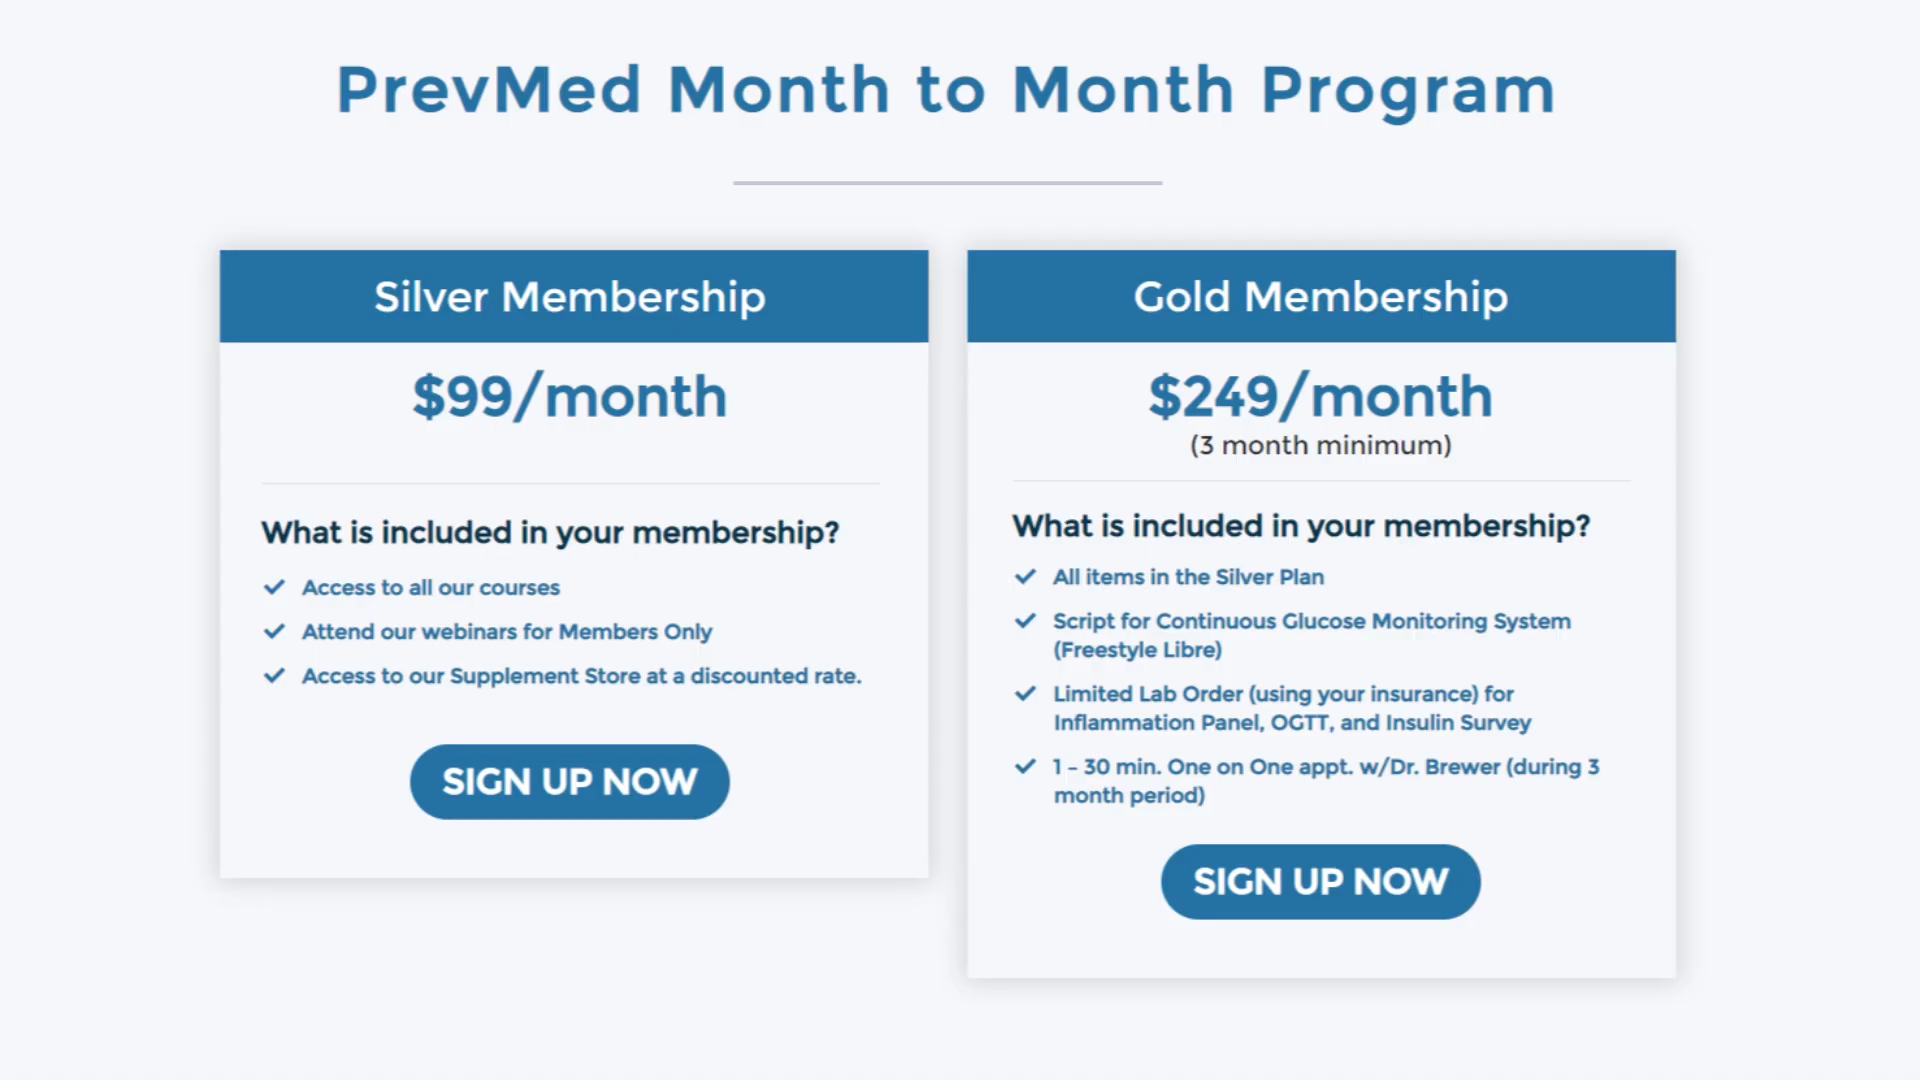 PrevMed Month to Month Program
Silver Membership
$99/month
What is included in your membership?
Access to all our courses
Attend our webinars for Members Only
Access to our Supplement Store at a discounted rate.
SIGN UP NOW
Gold Membership
$249/month
(3 month minimum)
What is included in your membership?
All items in the Silver Plan
Script for Continuous Glucose Monitoring System
(Freestyle Libre)
Limited Lab Order (using your insurance) for
Inflammation Panel, OGTT, and Insulin Survey
1 – 30 min. One on One appt. w/Dr. Brewer (during 3
month period)
SIGN UP NOW